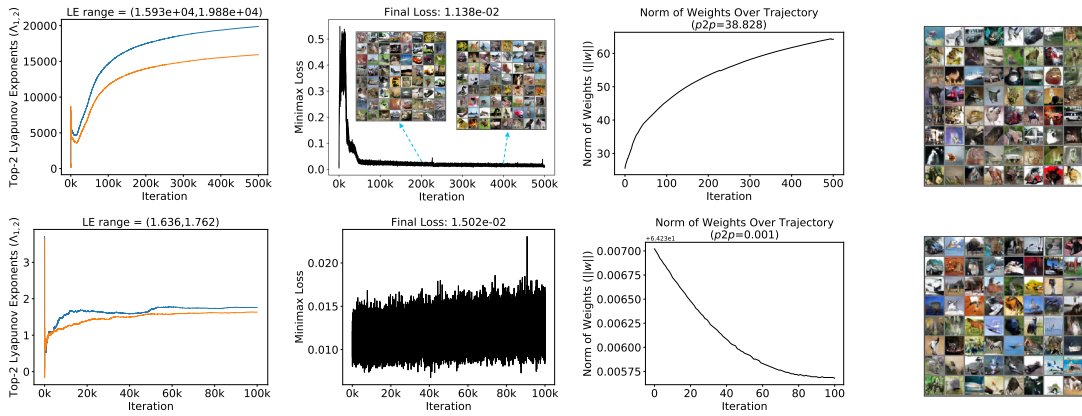 LE range = (1.593e+04,1.988e+04)
Top-2 Lyapunov Exponents (Λ1,2)
20000
15000
10000
5000
0
0k 100k 200k 300k 400k 500k
Iteration
Final Loss: 1.138e-02
Minimax Loss
0.5
0.4
0.3
0.2
0.1
0.0
0k 100k 200k 300k 400k 500k
Iteration
Norm of Weights Over Trajectory
(p2p=38.828)
Norm of Weights (||w||)
60
50
40
30
0 100 200 300 400 500
Iteration
LE range = (1.636,1.762)
Top-2 Lyapunov Exponents (Λ1,2)
3
2
1
0
0k 20k 40k 60k 80k 100k
Iteration
Final Loss: 1.502e-02
Minimax Loss
0.020
0.015
0.010
0k 20k 40k 60k 80k 100k
Iteration
Norm of Weights Over Trajectory
(p2p=0.001)
+6.423e1
Norm of Weights (||w||)
0.00700
0.00675
0.00650
0.00625
0.00600
0.00575
0 20 40 60 80 100
Iteration